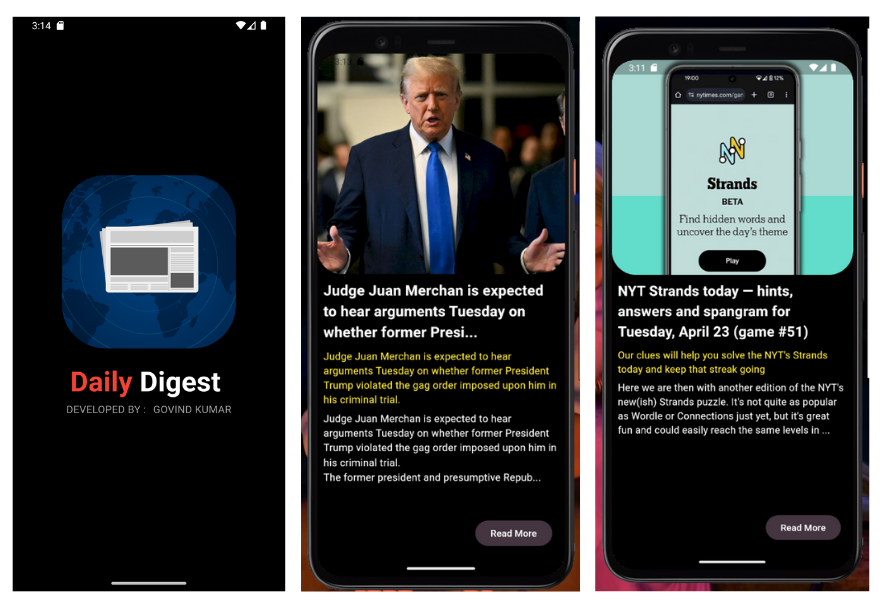 3:14
Daily Digest
DEVELOPED BY : GOVIND KUMAR
Judge Juan Merchan is expected
to hear arguments Tuesday on
whether former Presi...
Judge Juan Merchan is expected to hear
arguments Tuesday on whether former President
Trump violated the gag order imposed upon him in
his criminal trial.
Judge Juan Merchan is expected to hear
arguments Tuesday on whether former President
Trump violated the gag order imposed upon him in
his criminal trial.
The former president and presumptive Repub...
Read More
3:11
19:00
12%
nytimes.com/gam
Strands
BETA
Find hidden words and
uncover the day's theme
Play
NYT Strands today — hints,
answers and spangram for
Tuesday, April 23 (game #51)
Our clues will help you solve the NYT's Strands
today and keep that streak going
Here we are then with another edition of the NYT's
new(ish) Strands puzzle. It's not quite as popular
as Wordle or Connections just yet, but it's great
fun and could easily reach the same levels in ...
Read More